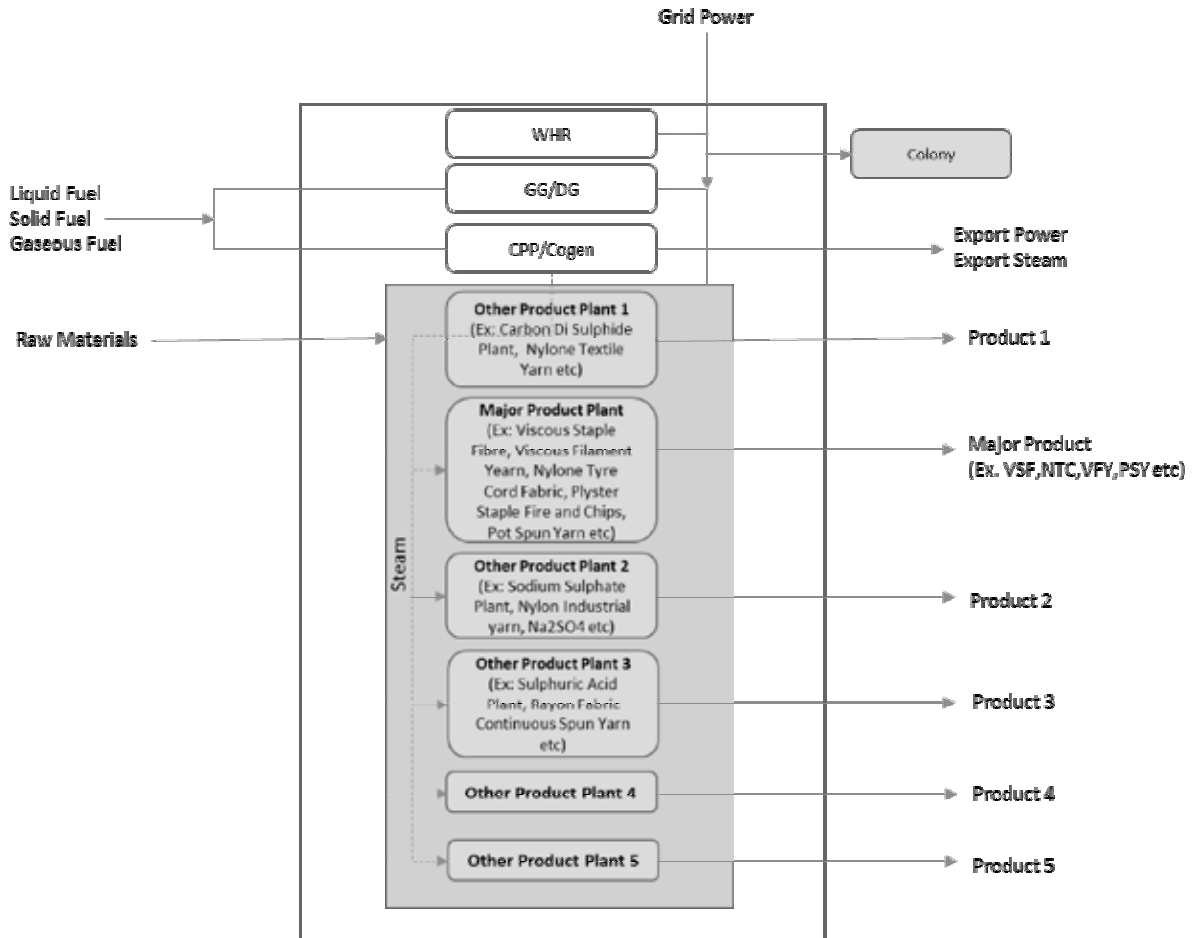 Grid Power
WHR
Colony
Liquid Fuel
Solid Fuel
Gaseous Fuel
GG/DG
CPP/Cogen
Export Power
Export Steam
Raw Materials
Other Product Plant 1
(Ex: Carbon Di Sulphide
Plant, Nylone Textile
Yarn etc)
Product 1
Major Product Plant
(Ex: Viscous Staple
Fibre, Viscous Filament
Yearn, Nylone Tyre
Cord Fabric, Plyster
Staple Fire and Chips,
Pot Spun Yarn etc)
Major Product
(Ex. VSF,NTC,VFY,PSY etc)
Steam
Other Product Plant 2
(Ex: Sodium Sulphate
Plant, Nylon Industrial
yarn, Na2SO4 etc)
Product 2
Other Product Plant 3
(Ex: Sulphuric Acid
Plant, Rayon Fabric
Continuous Spun Yarn
etc)
Product 3
Other Product Plant 4
Product 4
Other Product Plant 5
Product 5